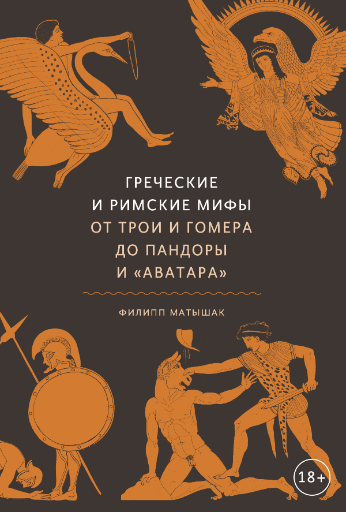 ГРЕЧЕСКИЕ
И РИМСКИЕ МИФЫ
ОТ ТРОИ И ГОМЕРА
ДО ПАНДОРЫ
И «АВАТАРА»
ФИЛИПП МАТЫШАК
18+